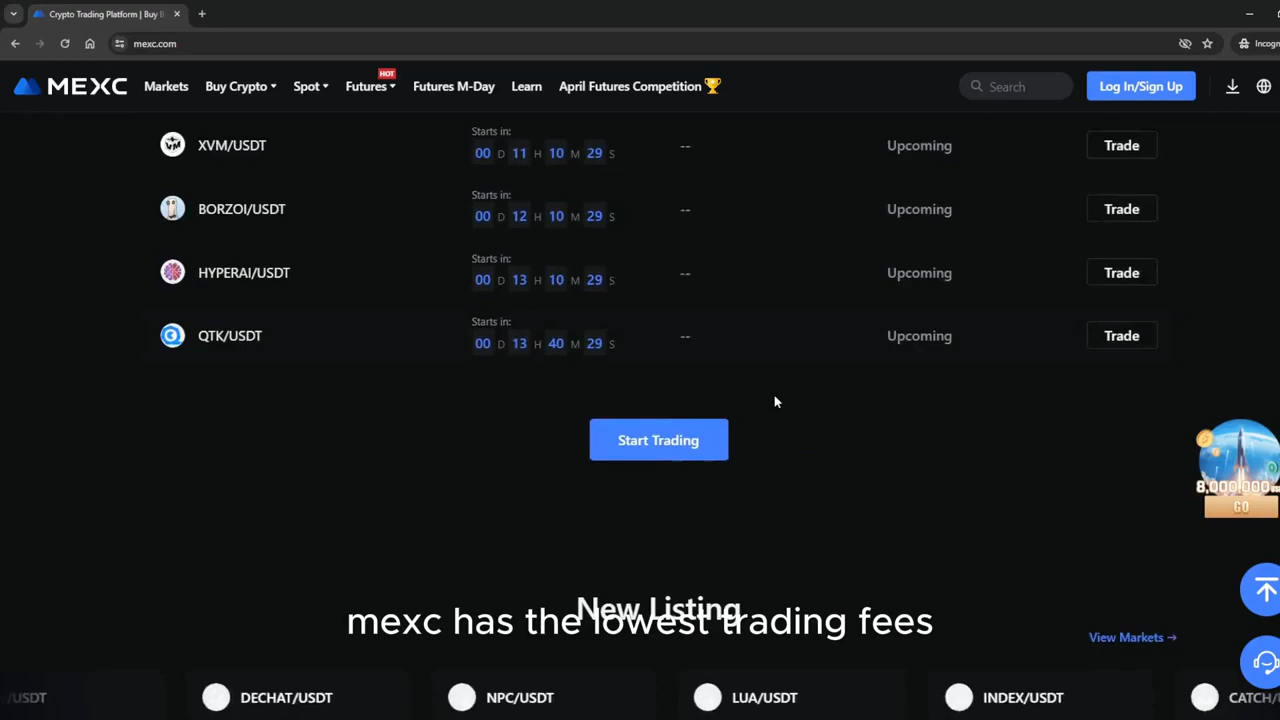 Crypto Trading Platform | Buy
mexc.com
Incogn
MEXC
Markets
Buy Crypto
Spot
Futures
HOT
Futures M-Day
Learn
April Futures Competition
Search
Log In/Sign Up
XVM/USDT
Starts in:
00 D 11 H 10 M 29 S
--
Upcoming
Trade
BORZOI/USDT
Starts in:
00 D 12 H 10 M 29 S
--
Upcoming
Trade
HYPERAI/USDT
Starts in:
00 D 13 H 10 M 29 S
--
Upcoming
Trade
QTK/USDT
Starts in:
00 D 13 H 40 M 29 S
--
Upcoming
Trade
Start Trading
8,000,000
GO
New Listing
mexc has the lowest trading fees
View Markets →
/USDT
DECHAT/USDT
NPC/USDT
LUA/USDT
INDEX/USDT
CATCH/